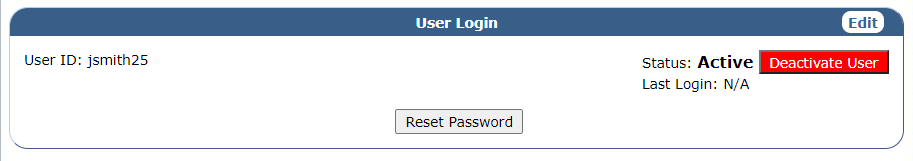 User Login
Edit
User ID: jsmith25
Status: Active Deactivate User
Last Login: N/A
Reset Password